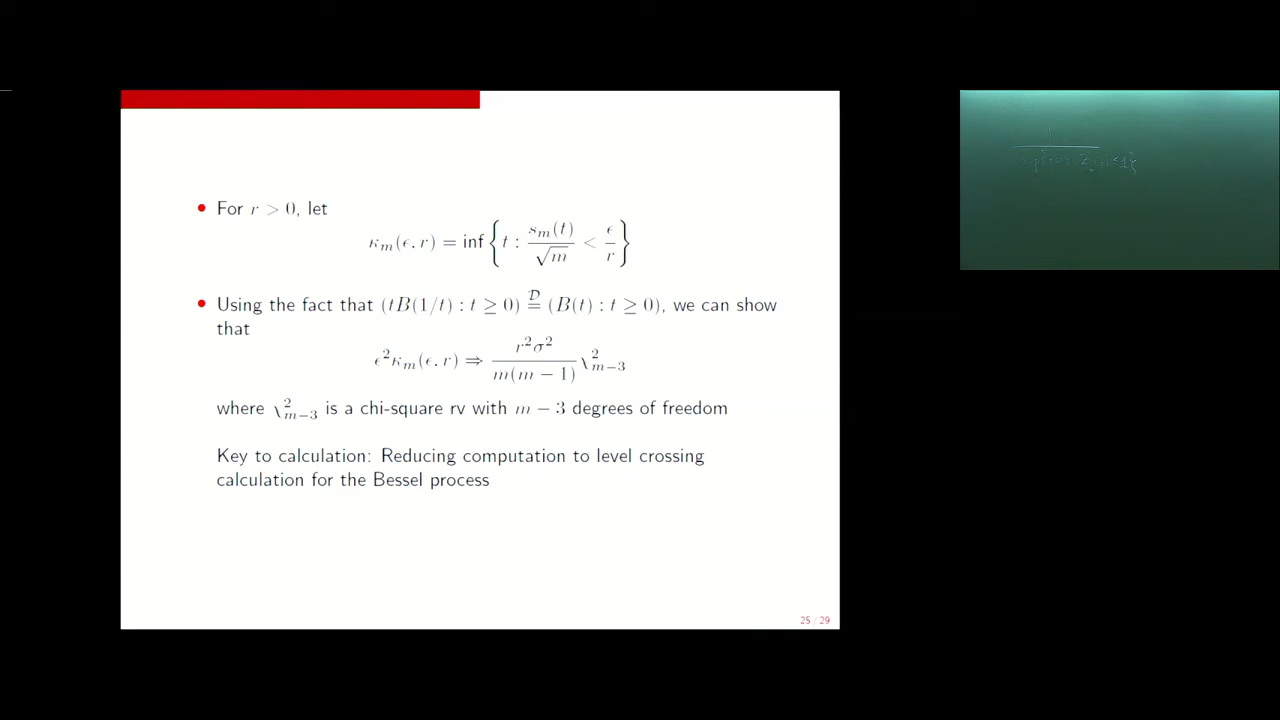 • For r > 0, let
κ_m(ϵ, r) = inf { t : s_m(t) / √m < ϵ / r }
• Using the fact that (tB(1/t) : t ≥ 0) =^D (B(t) : t ≥ 0), we can show
that
ϵ²κ_m(ϵ, r) ⇒ r²σ² / m(m − 1) χ²_{m−3}
where χ²_{m−3} is a chi-square rv with m − 3 degrees of freedom
Key to calculation: Reducing computation to level crossing
calculation for the Bessel process
25 / 29